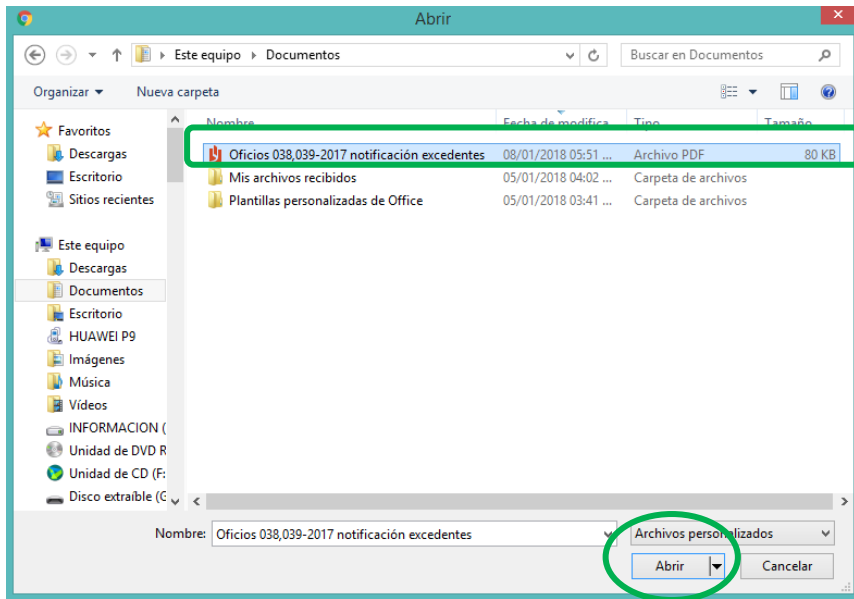 Abrir
Este equipo Documentos
Buscar en Documentos
Organizar Nueva carpeta
Nombre Fecha de modifica... Tipo Tamaño
Favoritos
Descargas
Escritorio
Sitios recientes
Este equipo
Descargas
Documentos
Escritorio
HUAWEI P9
Imágenes
Música
Vídeos
INFORMACION (
Unidad de DVD R
Unidad de CD (F:
Disco extraíble (G
Oficios 038,039-2017 notificación excedentes 08/01/2018 05:51 ... Archivo PDF 80 KB
Mis archivos recibidos 05/01/2018 04:02 ... Carpeta de archivos
Plantillas personalizadas de Office 05/01/2018 03:41 ... Carpeta de archivos
Nombre: Oficios 038,039-2017 notificación excedentes Archivos personalizados
Abrir Cancelar